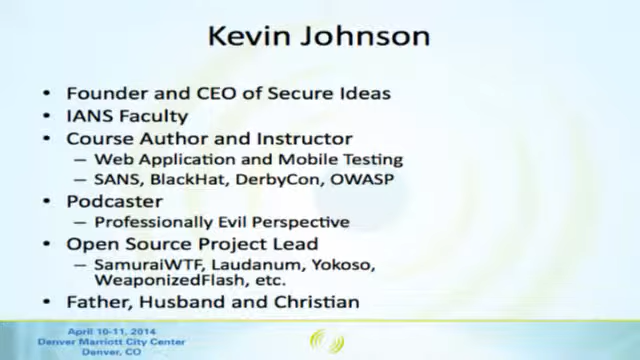 Kevin Johnson
• Founder and CEO of Secure Ideas
• IANS Faculty
• Course Author and Instructor
– Web Application and Mobile Testing
– SANS, BlackHat, DerbyCon, OWASP
• Podcaster
– Professionally Evil Perspective
• Open Source Project Lead
– SamuraiWTF, Laudanum, Yokoso,
WeaponizedFlash, etc.
• Father, Husband and Christian
April 10-11, 2014
Denver Marriott City Center
Denver, CO